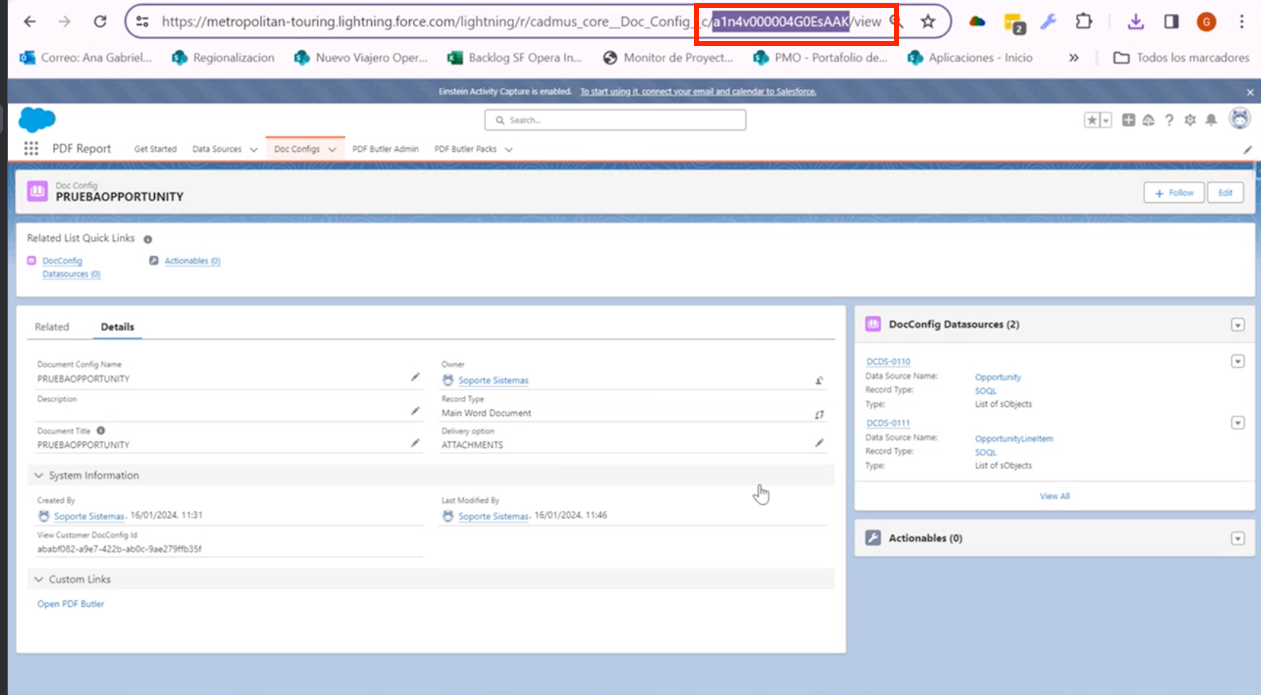 https://metropolitan-touring.lightning.force.com/lightning/r/cadmus_core__Doc_Config__c/a1n4v000004G0EsAAK/view
2
G
Correo: Ana Gabriel...
Regionalizacion
Nuevo Viajero Oper...
Backlog SF Opera In...
Monitor de Proyect...
PMO - Portafolio de...
Aplicaciones - Inicio
»
Todos los marcadores
Einstein Activity Capture is enabled. To start using it, connect your email and calendar to Salesforce.
Search...
PDF Report
Get Started
Data Sources
Doc Configs
PDF Butler Admin
PDF Butler Packs
Doc Config
PRUEBAOPPORTUNITY
+ Follow
Edit
Related List Quick Links
DocConfig
Datasources (0)
Actionables (0)
Related
Details
Document Config Name
PRUEBAOPPORTUNITY
Owner
Soporte Sistemas
Description
Record Type
Main Word Document
Document Title
PRUEBAOPPORTUNITY
Delivery option
ATTACHMENTS
System Information
Created By
Soporte Sistemas, 16/01/2024, 11:31
Last Modified By
Soporte Sistemas, 16/01/2024, 11:46
View Customer DocConfig Id
ababf082-a9e7-422b-ab0c-9ae279ffb35f
Custom Links
Open PDF Butler
DocConfig Datasources (2)
DCDS-0110
Data Source Name: Opportunity
Record Type: SOQL
Type: List of sObjects
DCDS-0111
Data Source Name: OpportunityLineItem
Record Type: SOQL
Type: List of sObjects
View All
Actionables (0)